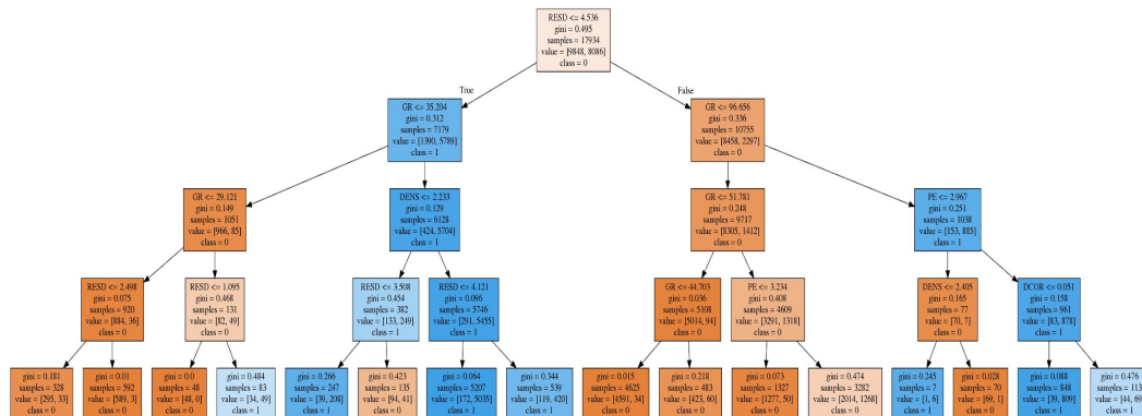 RESD <= 4.536
gini = 0.495
samples = 17934
value = [9848, 8086]
class = 0
True
False
GR <= 35.204
gini = 0.312
samples = 7179
value = [1390, 5789]
class = 1
GR <= 96.656
gini = 0.336
samples = 10755
value = [8458, 2297]
class = 0
GR <= 29.121
gini = 0.149
samples = 1051
value = [966, 85]
class = 0
DENS <= 2.233
gini = 0.129
samples = 6128
value = [424, 5704]
class = 1
GR <= 51.781
gini = 0.248
samples = 9717
value = [8305, 1412]
class = 0
PE <= 2.967
gini = 0.251
samples = 1038
value = [153, 885]
class = 1
RESD <= 2.498
gini = 0.075
samples = 920
value = [884, 36]
class = 0
RESD <= 1.095
gini = 0.468
samples = 131
value = [82, 49]
class = 0
RESD <= 3.508
gini = 0.454
samples = 382
value = [133, 249]
class = 1
RESD <= 4.121
gini = 0.096
samples = 5746
value = [291, 5455]
class = 1
GR <= 44.703
gini = 0.036
samples = 5108
value = [5014, 94]
class = 0
PE <= 3.234
gini = 0.408
samples = 4609
value = [3291, 1318]
class = 0
DENS <= 2.405
gini = 0.165
samples = 77
value = [70, 7]
class = 0
DCOR <= 0.051
gini = 0.158
samples = 961
value = [83, 878]
class = 1
gini = 0.181
samples = 328
value = [295, 33]
class = 0
gini = 0.01
samples = 592
value = [589, 3]
class = 0
gini = 0.0
samples = 48
value = [48, 0]
class = 0
gini = 0.484
samples = 83
value = [34, 49]
class = 1
gini = 0.266
samples = 247
value = [39, 208]
class = 1
gini = 0.423
samples = 135
value = [94, 41]
class = 0
gini = 0.064
samples = 5207
value = [172, 5035]
class = 1
gini = 0.344
samples = 539
value = [119, 420]
class = 1
gini = 0.015
samples = 4625
value = [4591, 34]
class = 0
gini = 0.218
samples = 483
value = [423, 60]
class = 0
gini = 0.073
samples = 1327
value = [1277, 50]
class = 0
gini = 0.474
samples = 3282
value = [2014, 1268]
class = 0
gini = 0.245
samples = 7
value = [1, 6]
class = 1
gini = 0.028
samples = 70
value = [69, 1]
class = 0
gini = 0.088
samples = 848
value = [39, 809]
class = 1
gini = 0.476
samples = 113
value = [44, 69]
class = 1